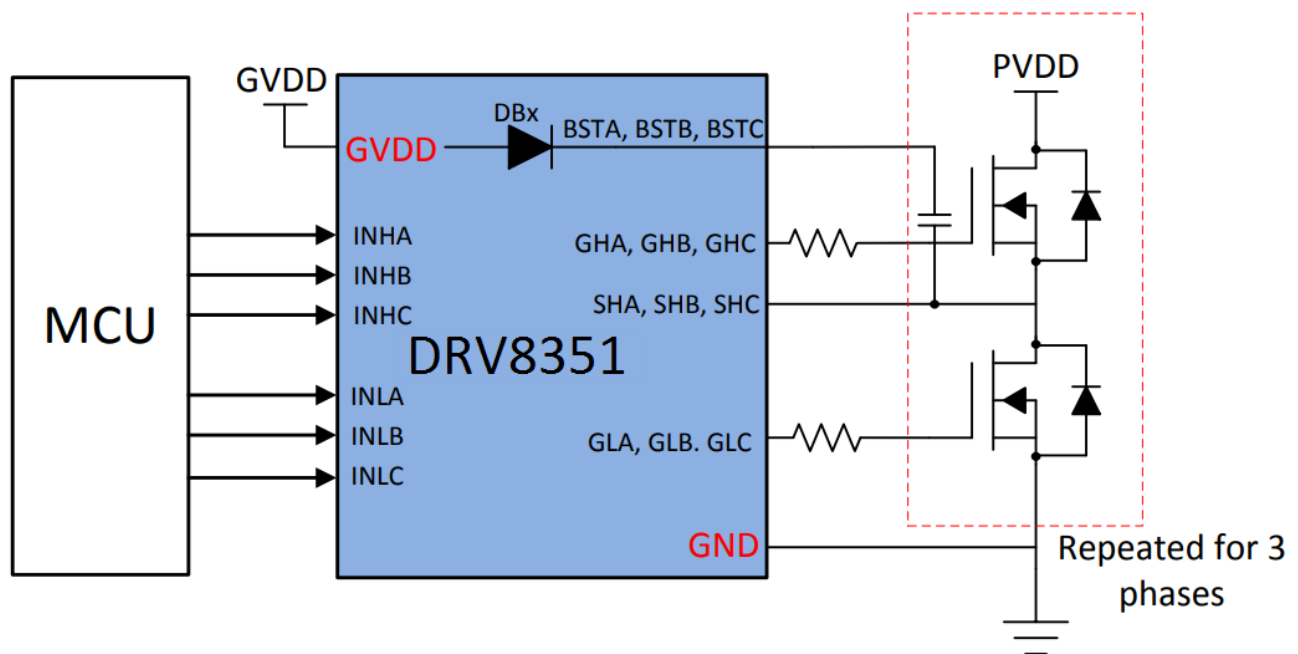 MCU
GVDD
GVDD
DBx
BSTA, BSTB, BSTC
INHA
INHB
INHC
DRV8351
INLA
INLB
INLC
GHA, GHB, GHC
SHA, SHB, SHC
GLA, GLB. GLC
GND
PVDD
Repeated for 3
phases